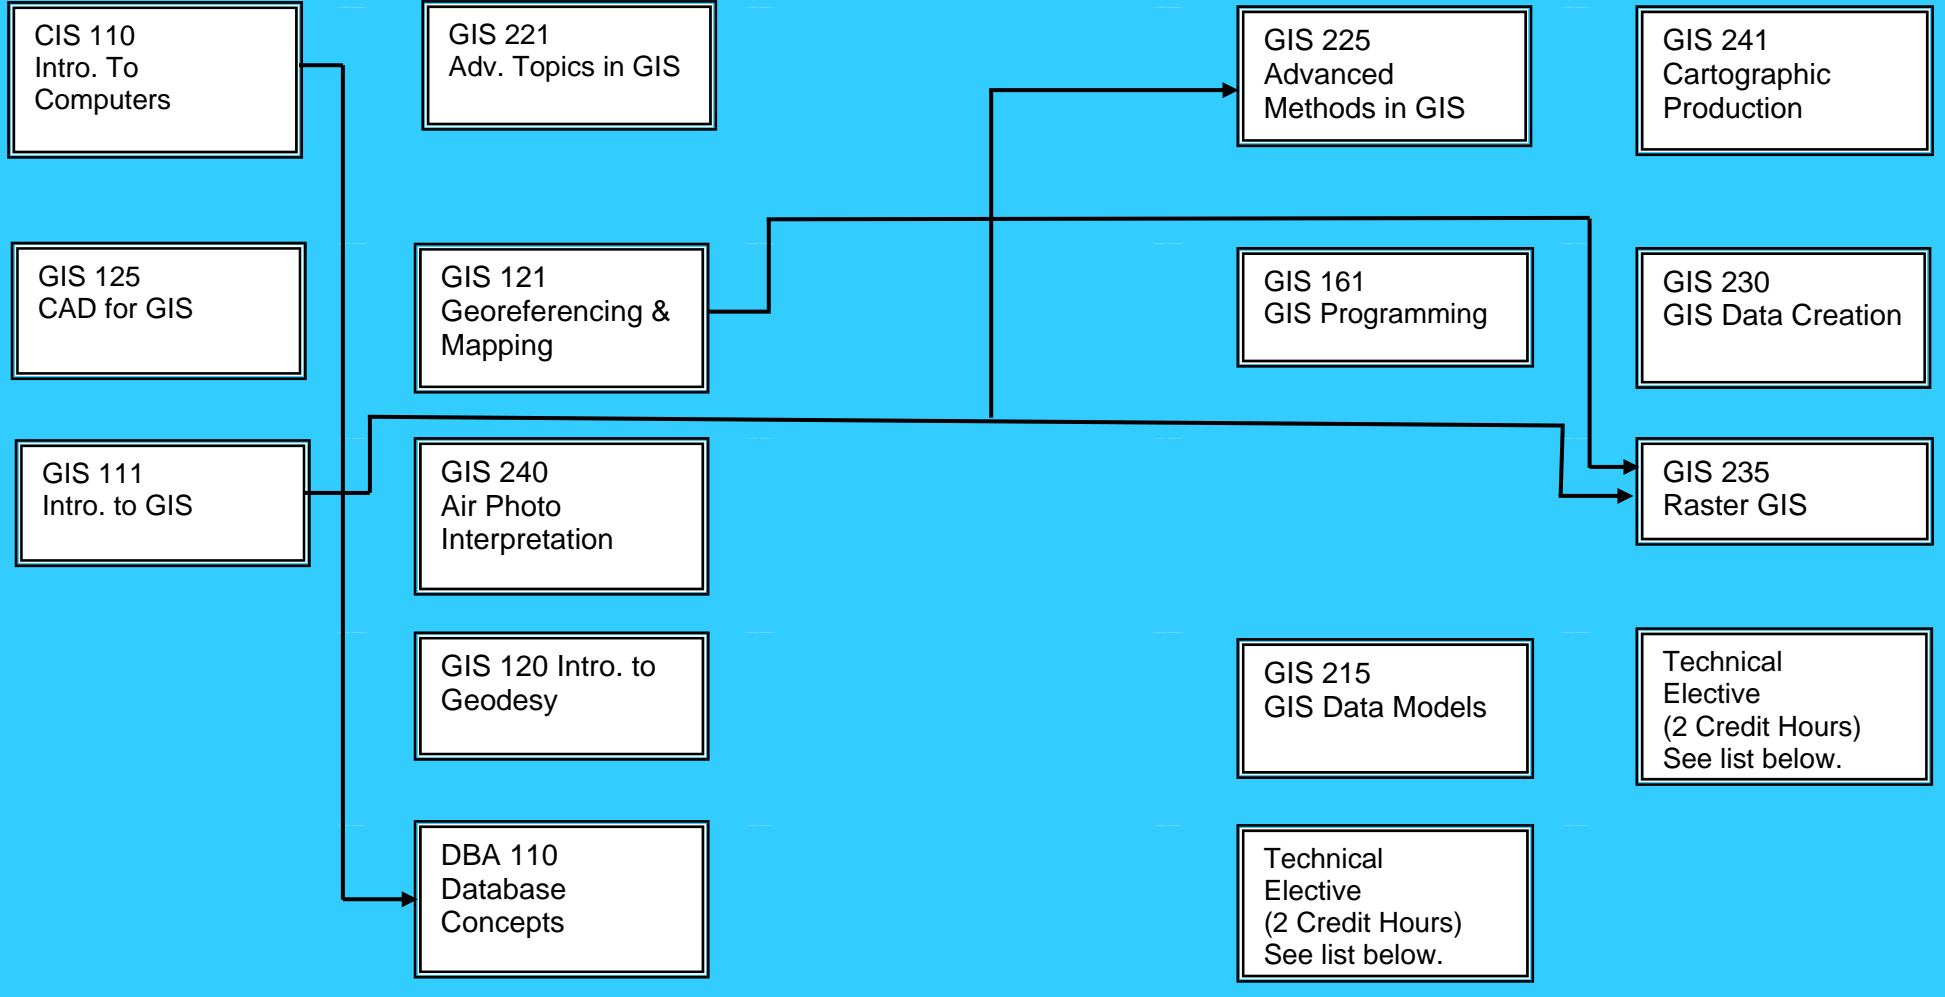 CIS 110
Intro. To
Computers
GIS 221
Adv. Topics in GIS
GIS 225
Advanced
Methods in GIS
GIS 241
Cartographic
Production
GIS 125
CAD for GIS
GIS 121
Georeferencing &
Mapping
GIS 161
GIS Programming
GIS 230
GIS Data Creation
GIS 111
Intro. to GIS
GIS 240
Air Photo
Interpretation
GIS 235
Raster GIS
GIS 120 Intro. to
Geodesy
GIS 215
GIS Data Models
Technical
Elective
(2 Credit Hours)
See list below.
DBA 110
Database
Concepts
Technical
Elective
(2 Credit Hours)
See list below.